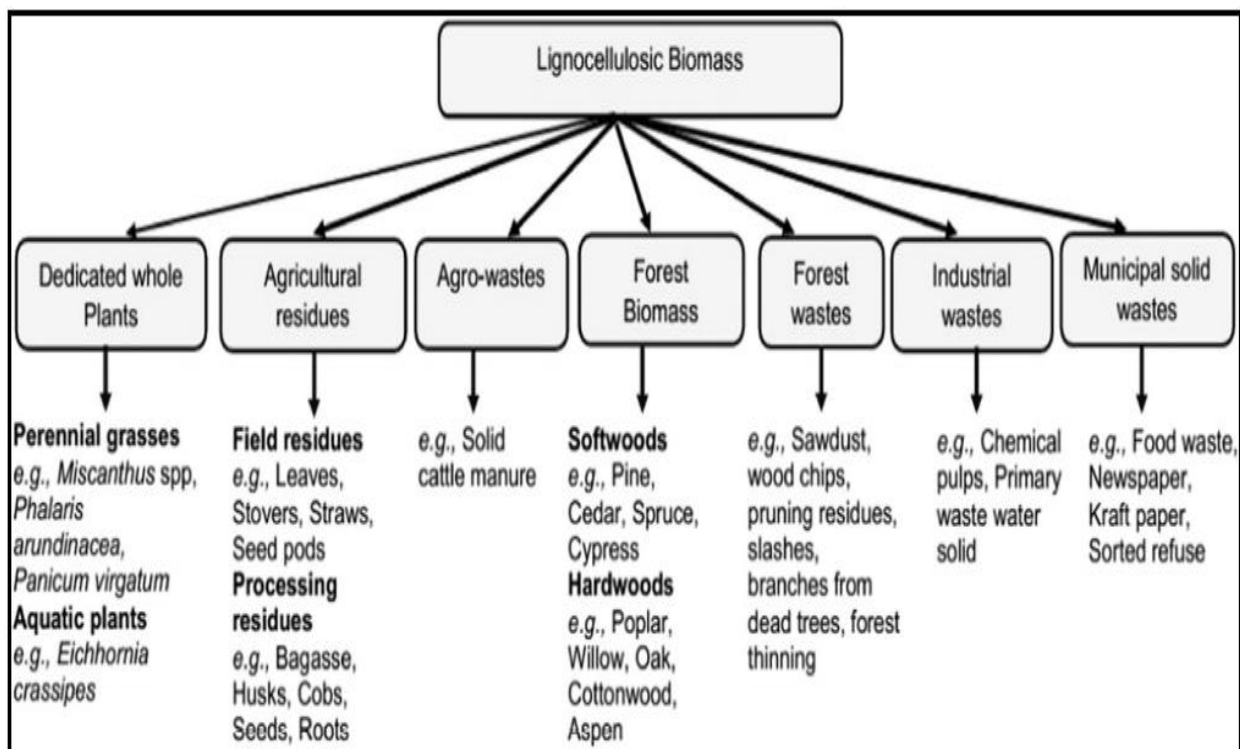 Lignocellulosic Biomass
Dedicated whole
Plants
Agricultural
residues
Agro-wastes
Forest
Biomass
Forest
wastes
Industrial
wastes
Municipal solid
wastes
Perennial grasses
e.g., Miscanthus spp,
Phalaris
arundinacea,
Panicum virgatum
Aquatic plants
e.g., Eichhornia
crassipes
Field residues
e.g., Leaves,
Stovers, Straws,
Seed pods
Processing
residues
e.g., Bagasse,
Husks, Cobs,
Seeds, Roots
e.g., Solid
cattle manure
Softwoods
e.g., Pine,
Cedar, Spruce,
Cypress
Hardwoods
e.g., Poplar,
Willow, Oak,
Cottonwood,
Aspen
e.g., Sawdust,
wood chips,
pruning residues,
slashes,
branches from
dead trees, forest
thinning
e.g., Chemical
pulps, Primary
waste water
solid
e.g., Food waste,
Newspaper,
Kraft paper,
Sorted refuse